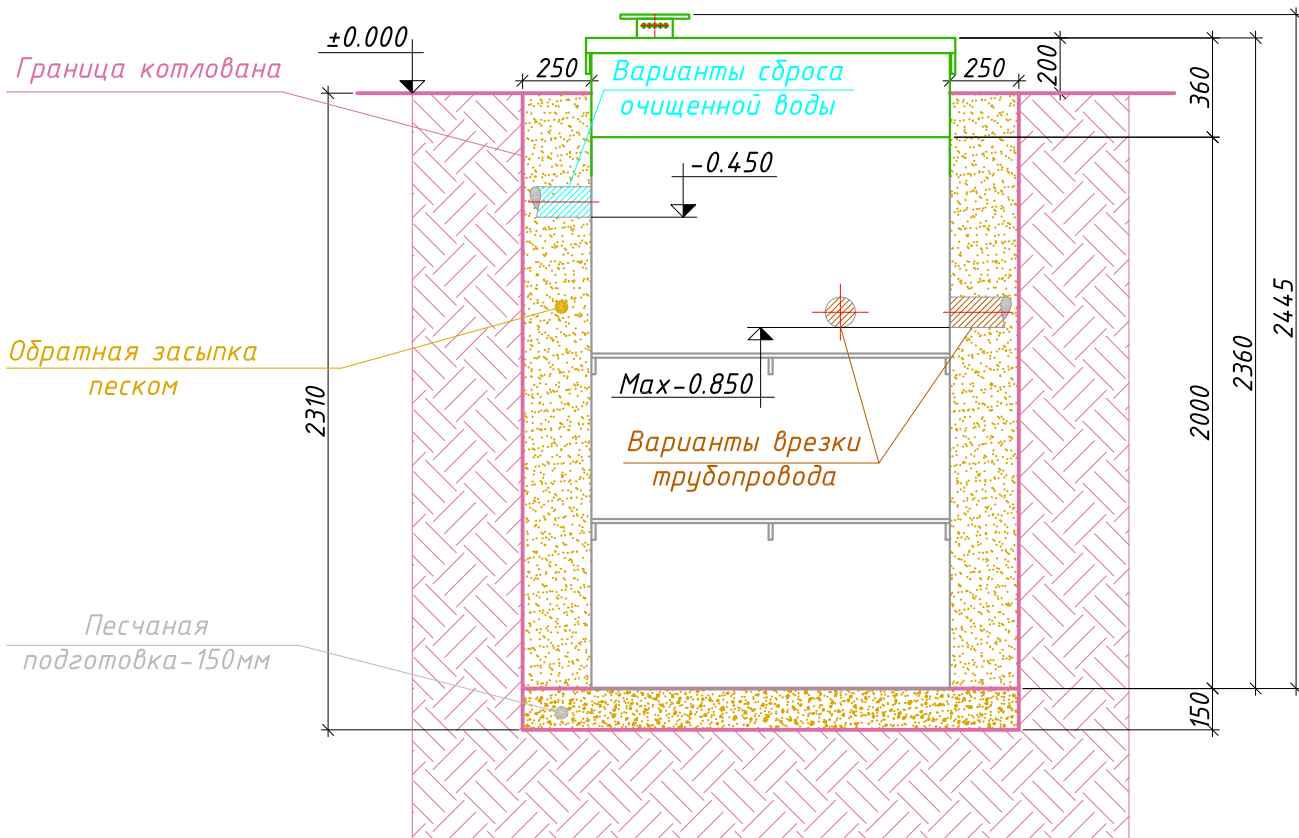 ±0.000
Граница котлована
250
Варианты сброса
очищенной воды
250
200
360
-0.450
2445
2360
Обратная засыпка
песком
Max-0.850
2310
2000
Варианты врезки
трубопровода
Песчаная
подготовка-150мм
150